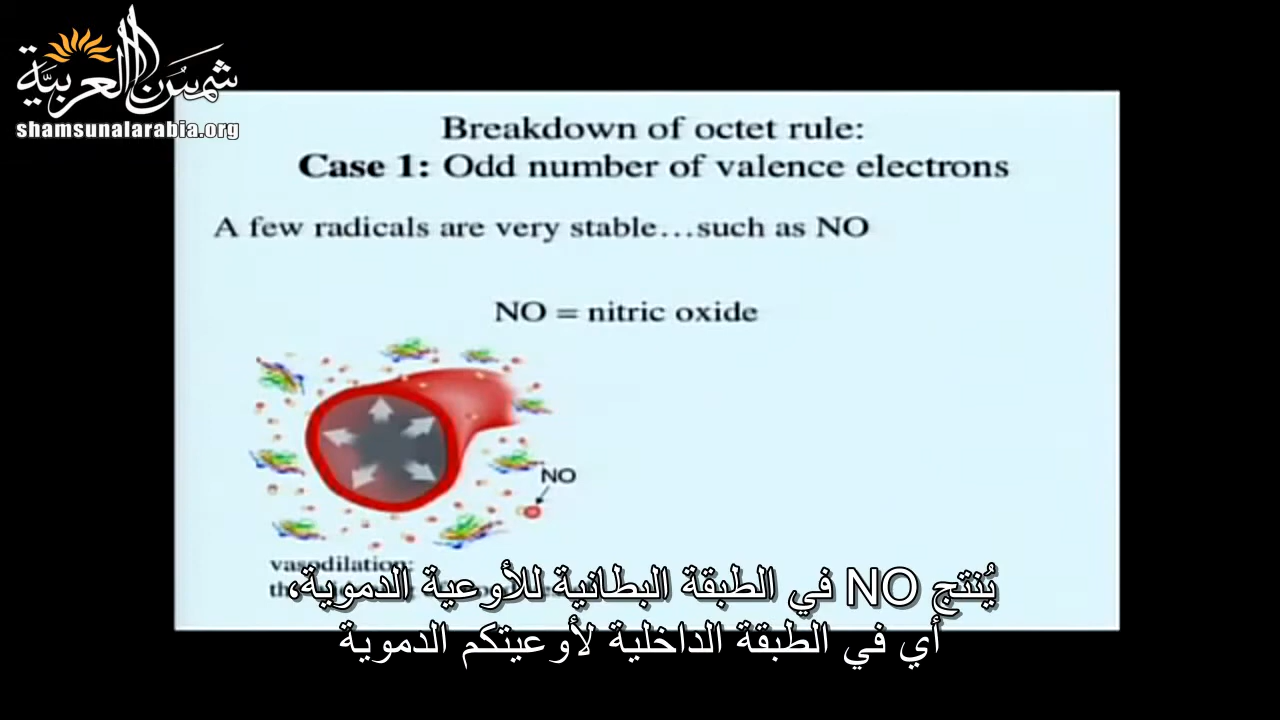 شمسُ العربيّة
shamsunalarabia.org
Breakdown of octet rule:
Case 1: Odd number of valence electrons
A few radicals are very stable...such as NO
NO = nitric oxide
NO
vasodilation:
يُنتج NO في الطبقة البطانية للأوعية الدموية،
أي في الطبقة الداخلية لأوعيتكم الدموية